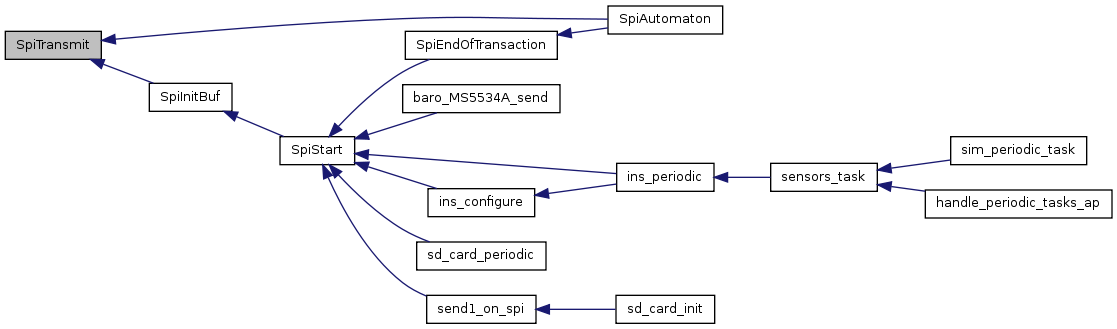 SpiTransmit
SpiAutomaton
SpiEndOfTransaction
SpiInitBuf
baro_MS5534A_send
SpiStart
sim_periodic_task
ins_periodic
sensors_task
ins_configure
handle_periodic_tasks_ap
sd_card_periodic
send1_on_spi
sd_card_init